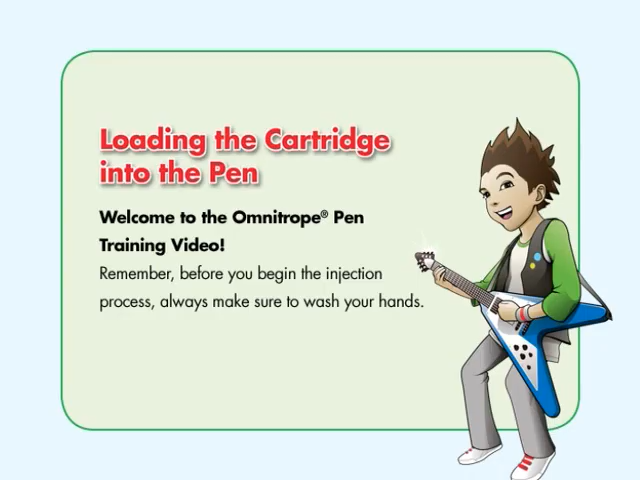 Loading the Cartridge
into the Pen
Welcome to the Omnitrope® Pen
Training Video!
Remember, before you begin the injection
process, always make sure to wash your hands.